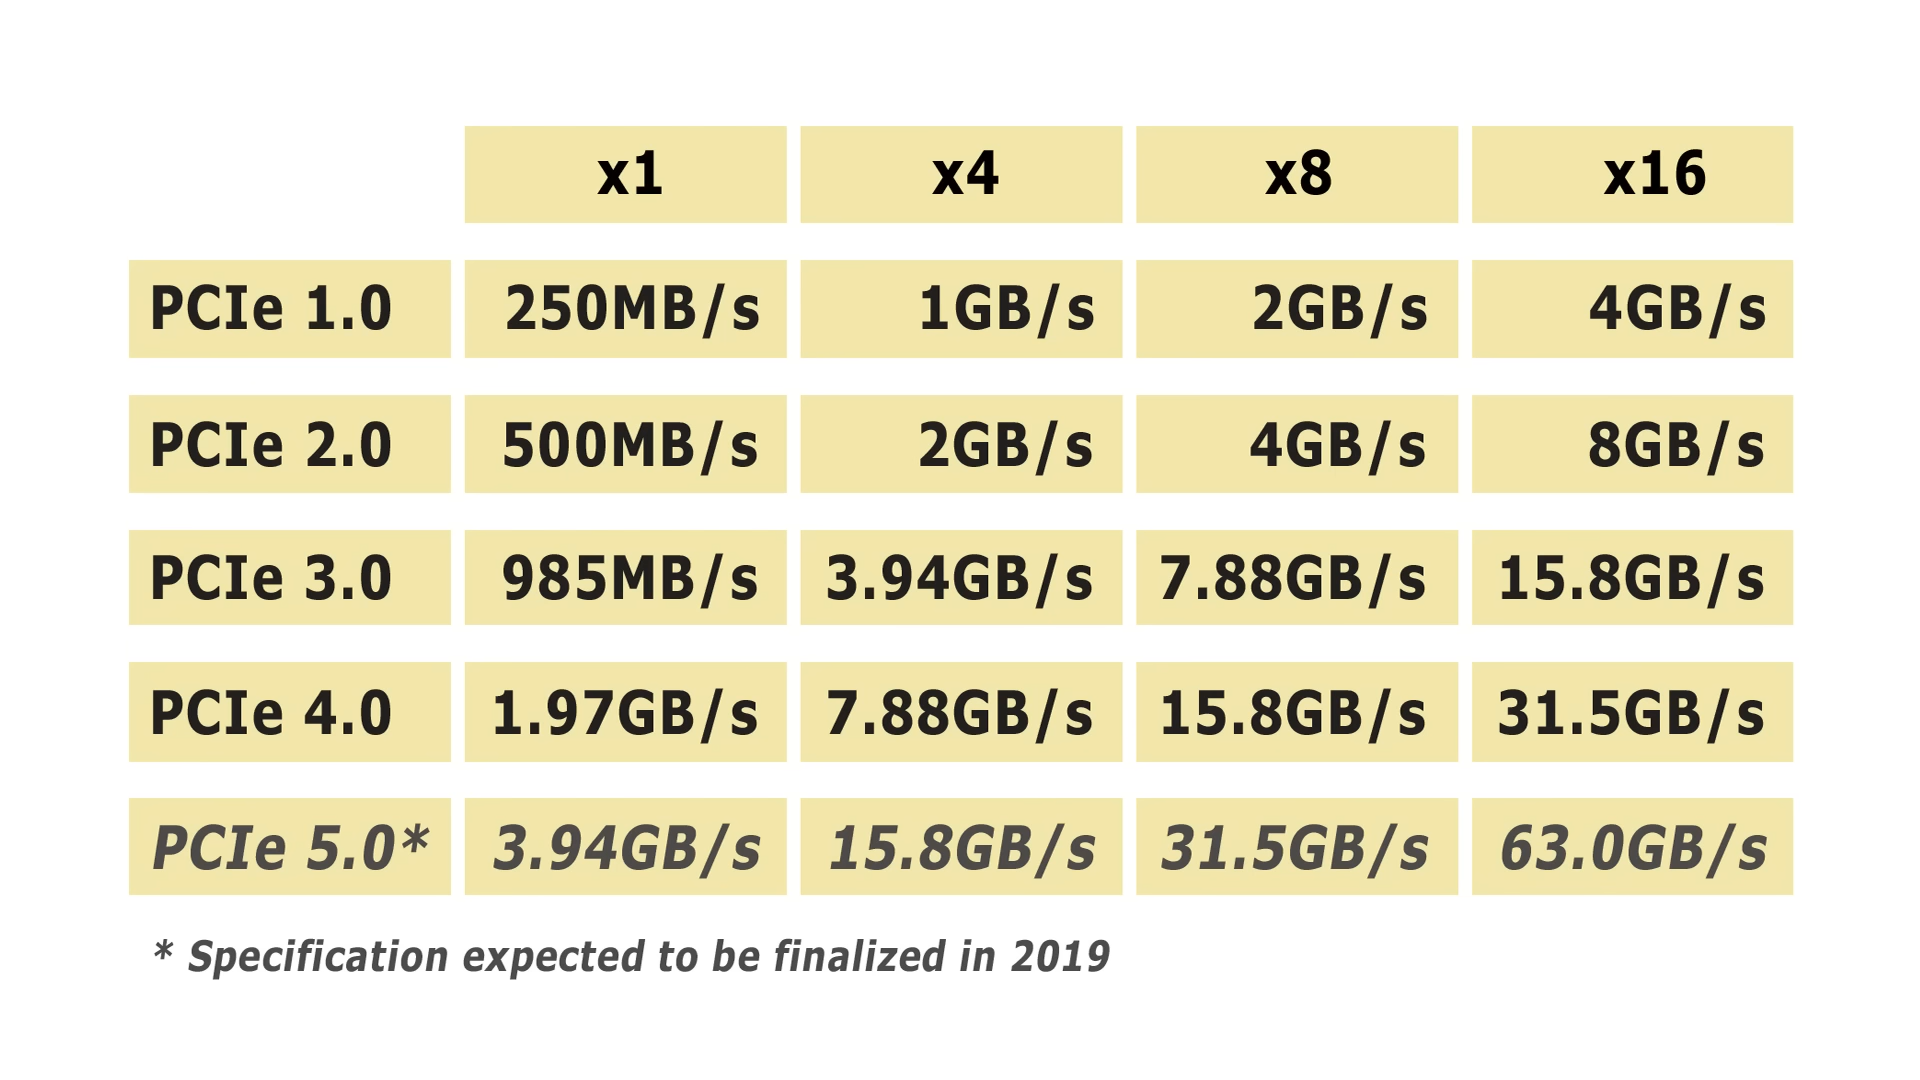 x1 x4 x8 x16
PCIe 1.0 250MB/s 1GB/s 2GB/s 4GB/s
PCIe 2.0 500MB/s 2GB/s 4GB/s 8GB/s
PCIe 3.0 985MB/s 3.94GB/s 7.88GB/s 15.8GB/s
PCIe 4.0 1.97GB/s 7.88GB/s 15.8GB/s 31.5GB/s
PCIe 5.0* 3.94GB/s 15.8GB/s 31.5GB/s 63.0GB/s
* Specification expected to be finalized in 2019